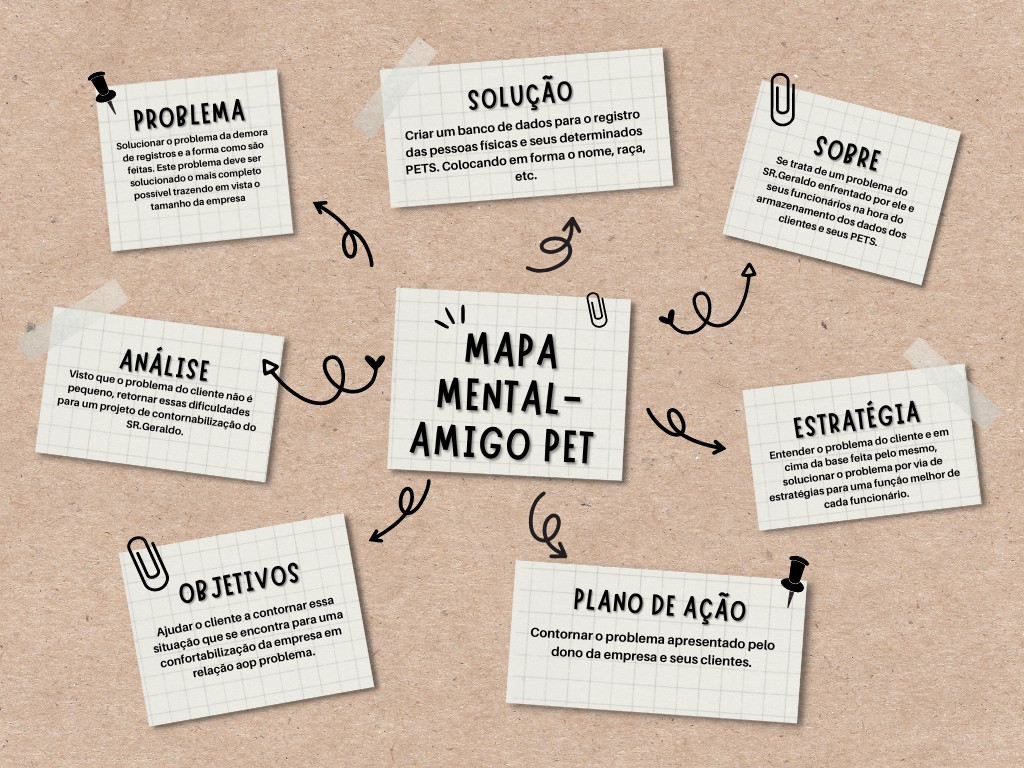 PROBLEMA
Solucionar o problema da demora
de registros e a forma como são
feitas. Este problema deve ser
solucionado o mais completo
possível trazendo em vista o
tamanho da empresa
SOLUÇÃO
Criar um banco de dados para o registro
das pessoas físicas e seus determinados
PETS. Colocando em forma o nome, raça,
etc.
SOBRE
Se trata de um problema do
SR.Geraldo enfrentado por ele e
seus funcionários na hora do
armazenamento dos dados dos
clientes e seus PETS.
ANÁLISE
Visto que o problema do cliente não é
pequeno, retornar essas dificuldades
para um projeto de contornabilização do
SR.Geraldo.
MAPA
MENTAL-
AMIGO PET
ESTRATÉGIA
Entender o problema do cliente e em
cima da base feita pelo mesmo,
solucionar o problema por via de
estratégias para uma função melhor de
cada funcionário.
OBJETIVOS
Ajudar o cliente a contornar essa
situação que se encontra para uma
confortabilização da empresa em
relação aop problema.
PLANO DE AÇÃO
Contornar o problema apresentado pelo
dono da empresa e seus clientes.